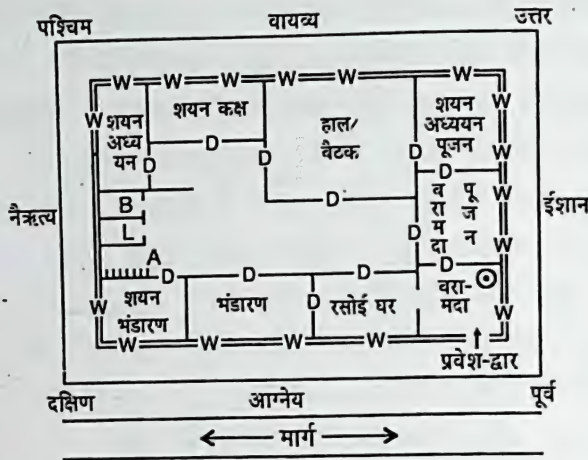 पश्चिम वायव्य उत्तर
W W W W W W
W शयन अध्य यन D शयन कक्ष D D हाल/ बैटक D D शयन अध्ययन पूजन W
नैऋत्य B D व रा म दा पू ज न W ईशान
L D W
A D D D D वरा- मदा
W शयन भंडारण भंडारण D रसोई घर W
W W W W प्रवेश-द्वार
दक्षिण आग्नेय पूर्व
मार्ग